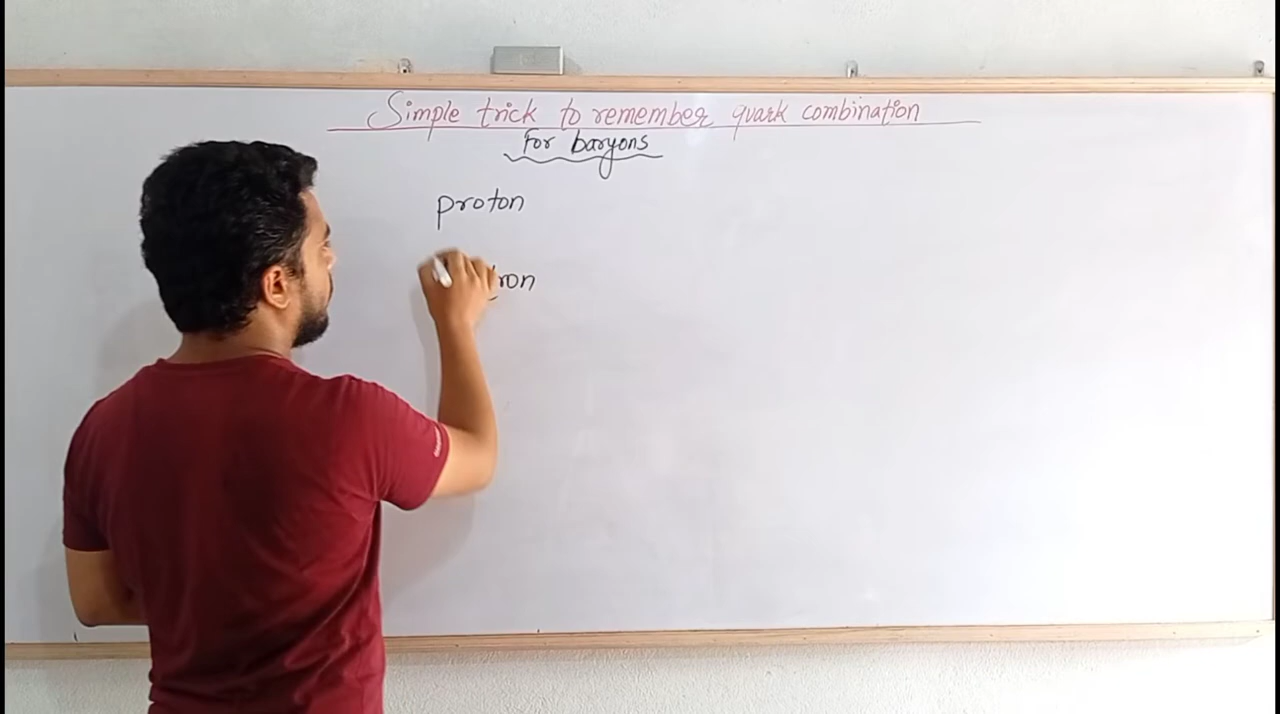 Simple trick to remember quark combination
For baryons
proton